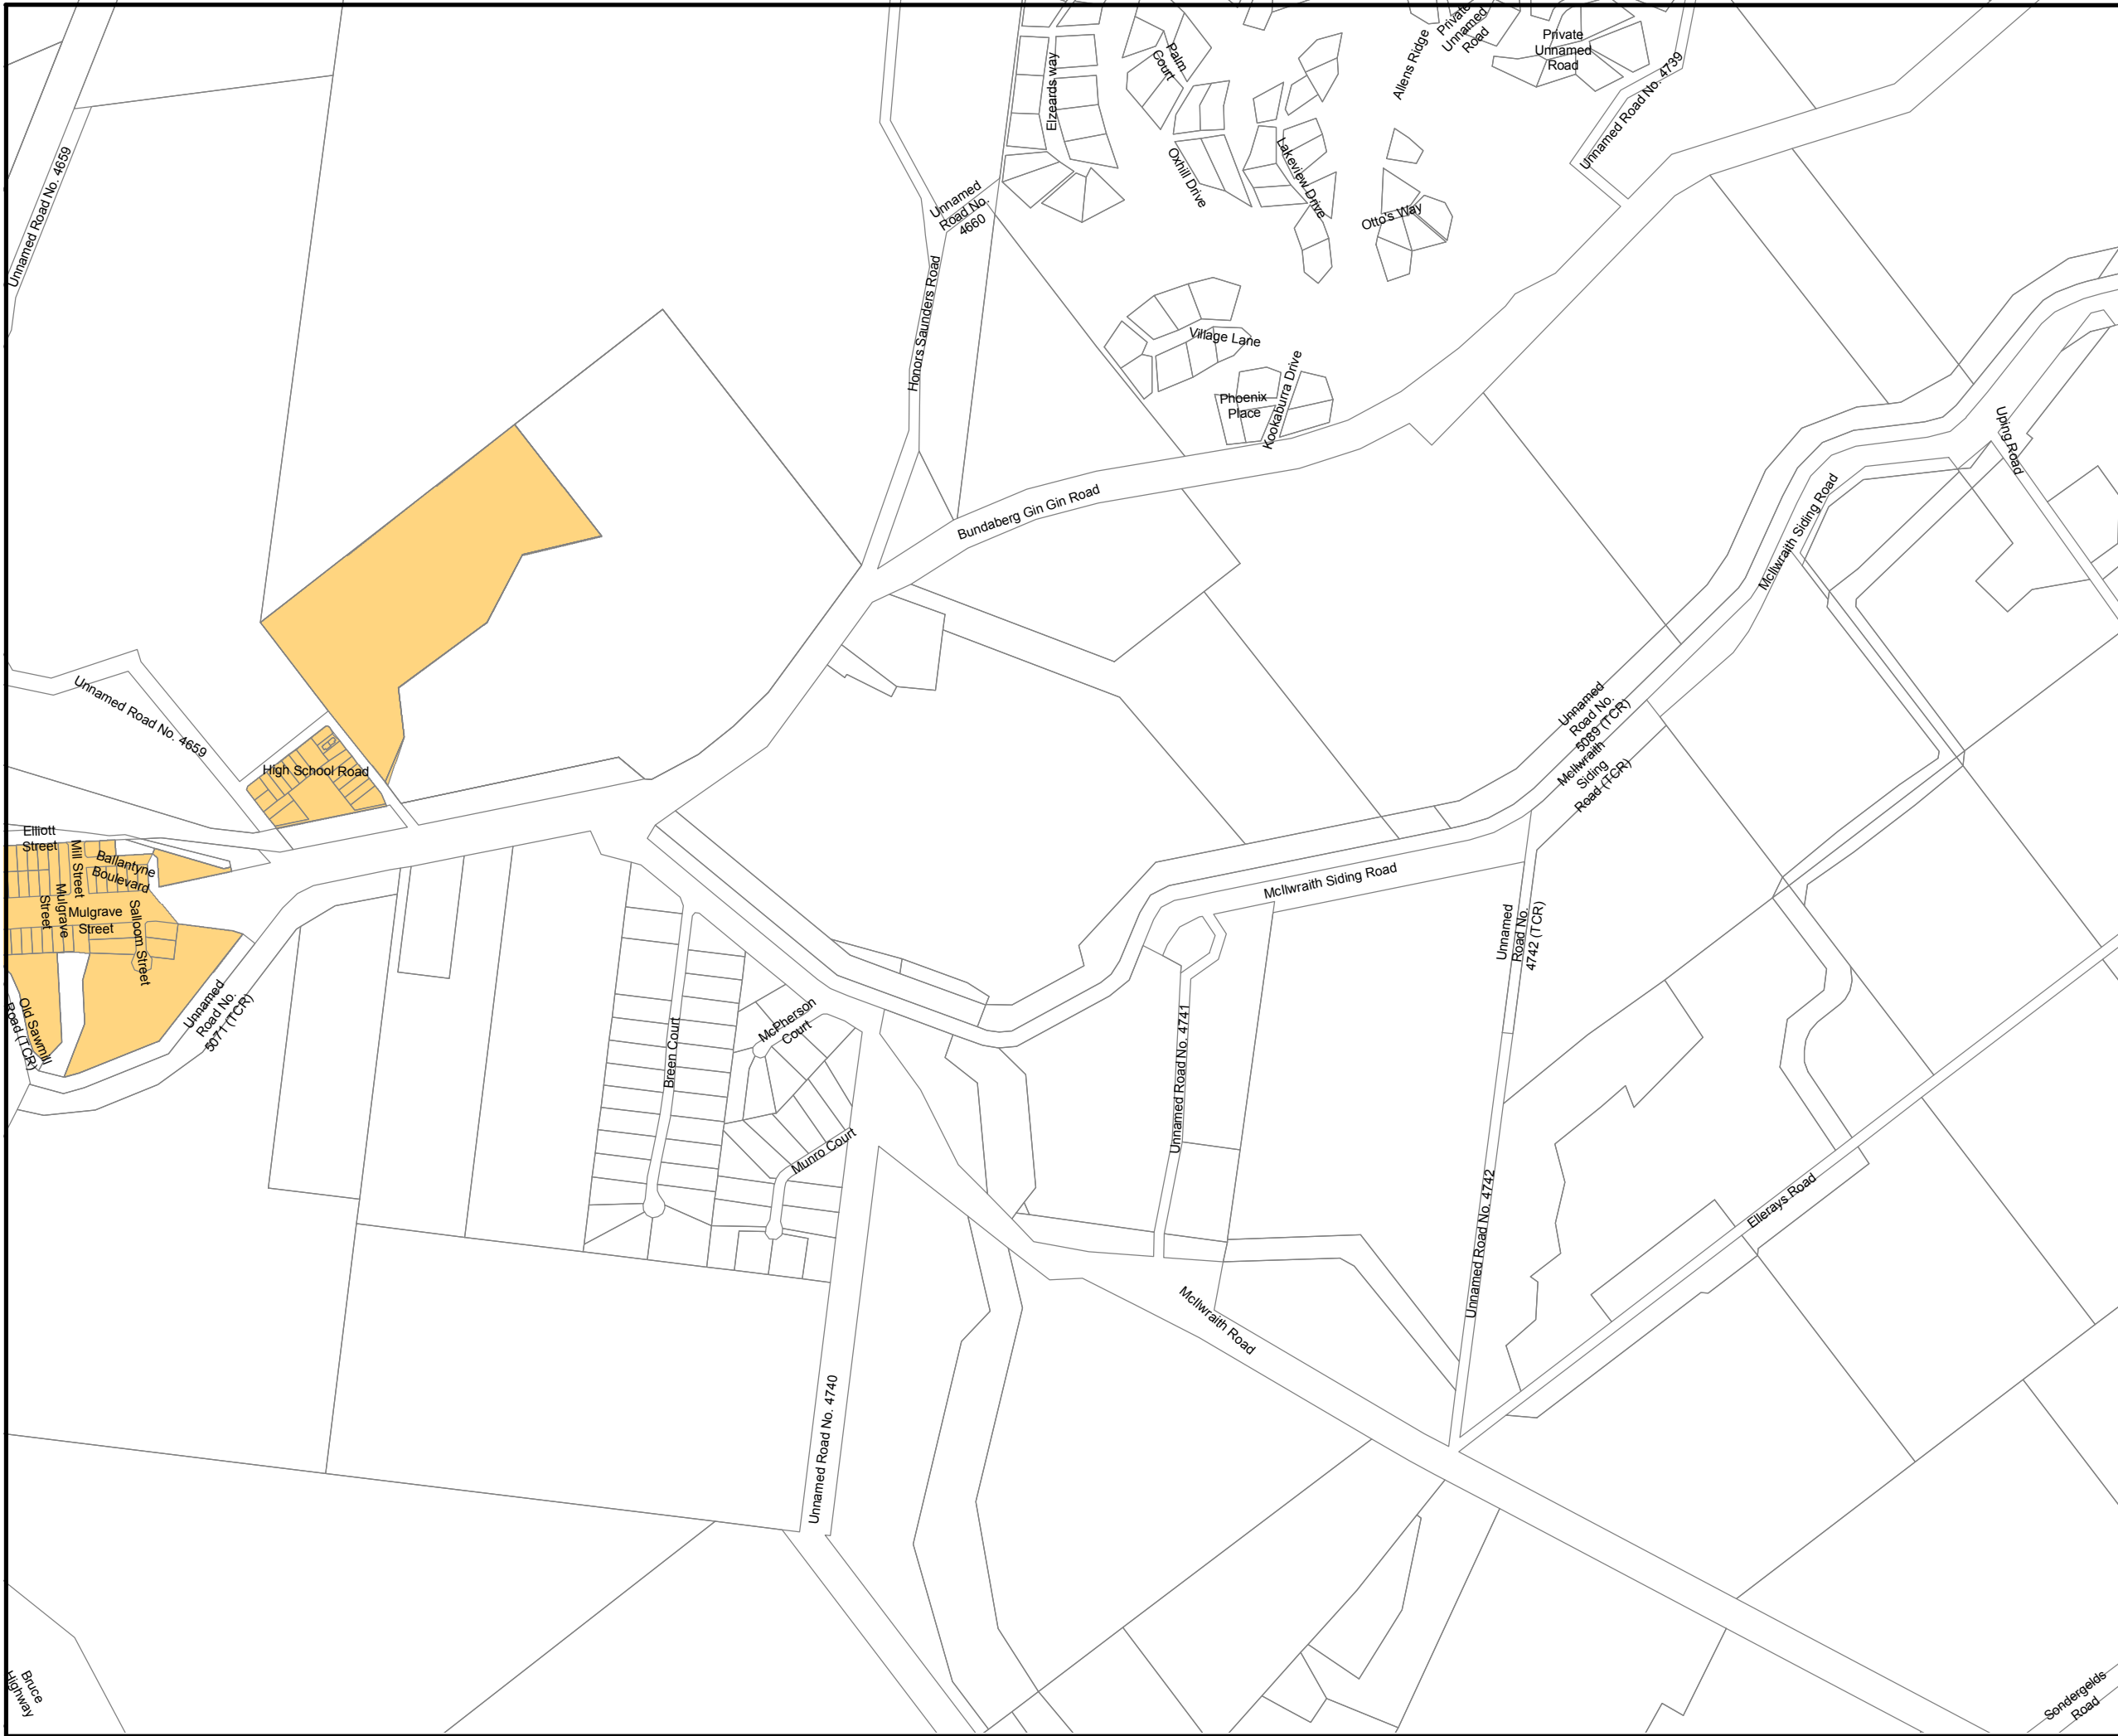 Private
Unnamed
Road
Private
Unnamed
Road
Allens Ridge
Palm
Court
Elzeards way
Unnamed Road No. 4739
Unnamed Road No. 4659
Oxhill Drive
Lakeview Drive
Unnamed
Road No.
4660
Otto's Way
Honors Saunders Road
Village Lane
Phoenix
Place
Kookaburra Drive
Uping Road
Bundaberg Gin Gin Road
McIlwraith Siding Road
Unnamed Road No. 4659
Unnamed
Road No.
5089 (TCR)
McIlwraith
Siding
Road (TCR)
High School Road
Elliott
Street
Mill Street
Ballantyne
Boulevard
Mulgrave
Street
Mulgrave
Street
Salloom Street
McIlwraith Siding Road
Unnamed
Road No.
4742 (TCR)
Old Sawmill
Road (TCR)
Unnamed
Road No.
5071 (TCR)
Breen Court
McPherson
Court
Munro Court
Unnamed Road No. 4741
Unnamed Road No. 4742
Ellerays Road
McIlwraith Road
Unnamed Road No. 4740
Bruce
Highway
Sondergelds
Road